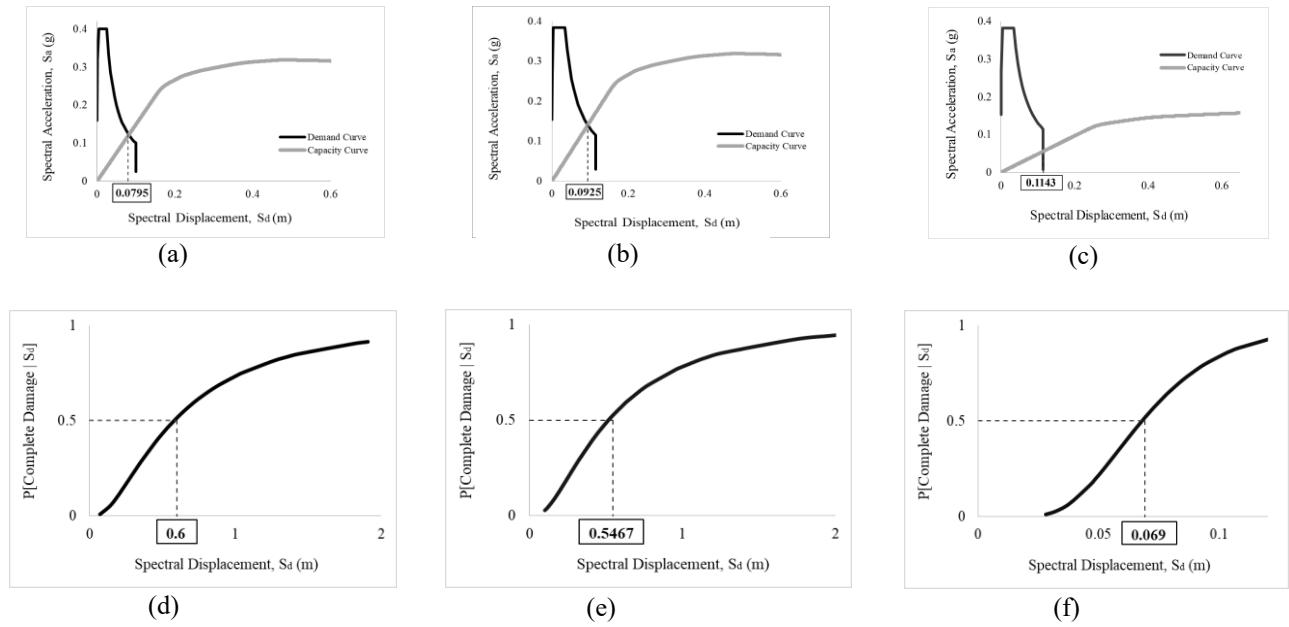 Spectral Acceleration, Sa (g)
0.4
0.3
0.2
0.1
0
Demand Curve
Capacity Curve
0
0.0795
0.2
0.4
0.6
Spectral Displacement, Sd (m)
(a)
Spectral Acceleration, Sa (g)
0.4
0.3
0.2
0.1
0
Demand Curve
Capacity Curve
0
0.0925
0.2
0.4
0.6
Spectral Displacement, Sd (m)
(b)
Spectral Acceleration, Sa (g)
0.4
0.3
0.2
0.1
0
Demand Curve
Capacity Curve
0
0.1143
0.2
0.4
0.6
Spectral Displacement, Sd (m)
(c)
P[Complete Damage | Sd]
1
0.5
0
0
0.6
1
2
Spectral Displacement, Sd (m)
(d)
P[Complete Damage | Sd]
1
0.5
0
0
0.5467
1
2
Spectral Displacement, Sd (m)
(e)
P[Complete Damage | Sd]
1
0.5
0
0
0.05
0.069
0.1
Spectral Displacement, Sd (m)
(f)